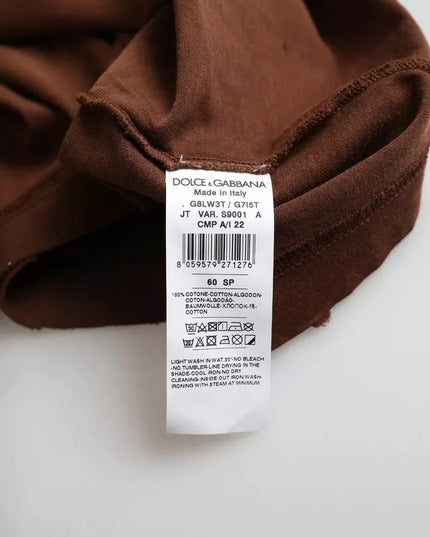 DOLCE & GABBANA
Made in Italy
. G8LW3T / G7I5T
JT VAR. S9001 A
CMP A/I 22
8 059579 271276
60 SP
100% COTONE-COTTON-ALGODON-
COTON-ALGODÃO-
BAUMWOLLE-ХЛОПОК-
COTTON
LIGHT WASH IN WAT 30°-NO BLEACH
-NO TUMBLER-LINE DRYING IN THE
SHADE-COOL IRON-NO DRY
CLEANING-INSIDE OUT IRON/WASH-
IRONING WITH STEAM AT MINIMUM